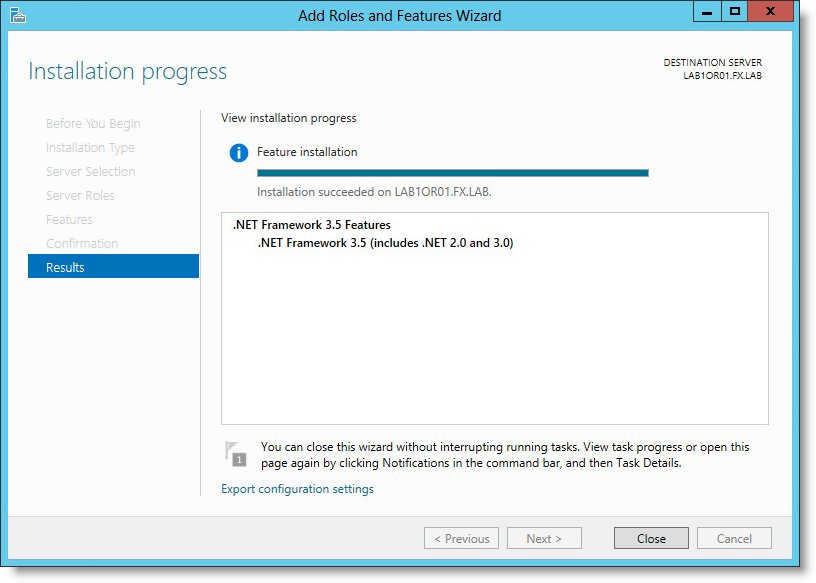 Add Roles and Features Wizard
Installation progress
DESTINATION SERVER
LAB1OR01.FX.LAB
Before You Begin
Installation Type
Server Selection
Server Roles
Features
Confirmation
Results
View installation progress
Feature installation
Installation succeeded on LAB1OR01.FX.LAB.
.NET Framework 3.5 Features
.NET Framework 3.5 (includes .NET 2.0 and 3.0)
1
You can close this wizard without interrupting running tasks. View task progress or open this
page again by clicking Notifications in the command bar, and then Task Details.
Export configuration settings
< Previous
Next >
Close
Cancel